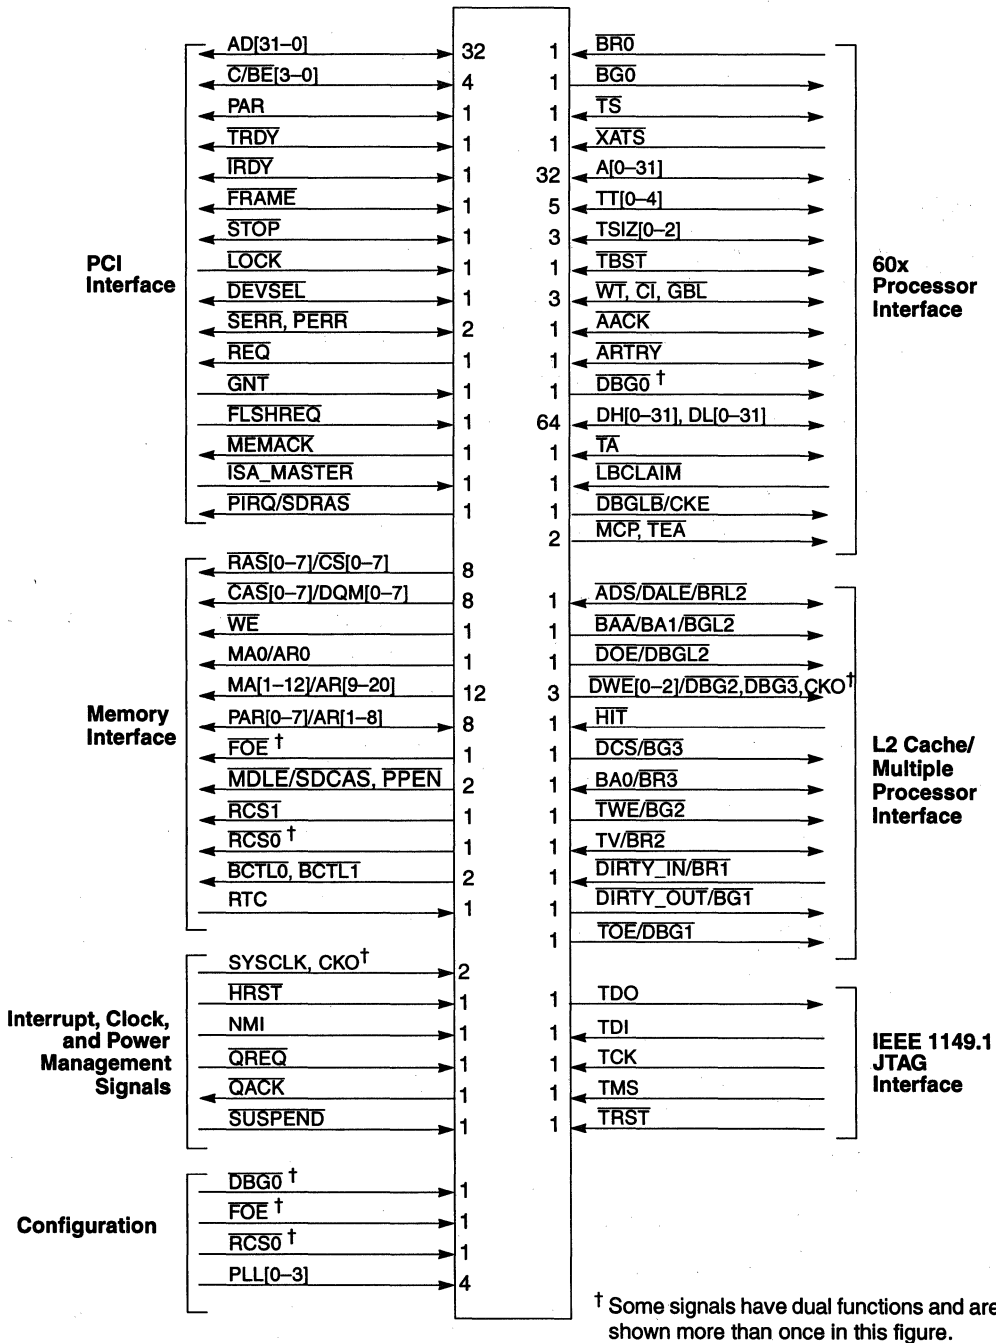 PCI
Interface
AD[31–0] 32
C/BE[3–0] 4
PAR 1
TRDY 1
IRDY 1
FRAME 1
STOP 1
LOCK 1
DEVSEL 1
SERR, PERR 2
REQ 1
GNT 1
FLSHREQ 1
MEMACK 1
ISA_MASTER 1
PIRQ/SDRAS 1
Memory
Interface
RAS[0–7]/CS[0–7] 8
CAS[0–7]/DQM[0–7] 8
WE 1
MA0/AR0 1
MA[1–12]/AR[9–20] 12
PAR[0–7]/AR[1–8] 8
FOE † 1
MDLE/SDCAS, PPEN 2
RCS1 1
RCS0 † 1
BCTL0, BCTL1 2
RTC 1
Interrupt, Clock,
and Power
Management
Signals
SYSCLK, CKO† 2
HRST 1
NMI 1
QREQ 1
QACK 1
SUSPEND 1
Configuration
DBG0 † 1
FOE † 1
RCS0 † 1
PLL[0–3] 4
1 BR0
1 BG0
1 TS
1 XATS
32 A[0–31]
5 TT[0–4]
3 TSIZ[0–2]
1 TBST
3 WT, CI, GBL
1 AACK
1 ARTRY
1 DBG0 †
64 DH[0–31], DL[0–31]
1 TA
1 LBCLAIM
1 DBGLB/CKE
2 MCP, TEA
60x
Processor
Interface
1 ADS/DALE/BRL2
1 BAA/BA1/BGL2
1 DOE/DBGL2
3 DWE[0–2]/DBG2,DBG3,CKO†
1 HIT
1 DCS/BG3
1 BA0/BR3
1 TWE/BG2
1 TV/BR2
1 DIRTY_IN/BR1
1 DIRTY_OUT/BG1
1 TOE/DBG1
L2 Cache/
Multiple
Processor
Interface
1 TDO
1 TDI
1 TCK
1 TMS
1 TRST
IEEE 1149.1
JTAG
Interface
† Some signals have dual functions and are
shown more than once in this figure.